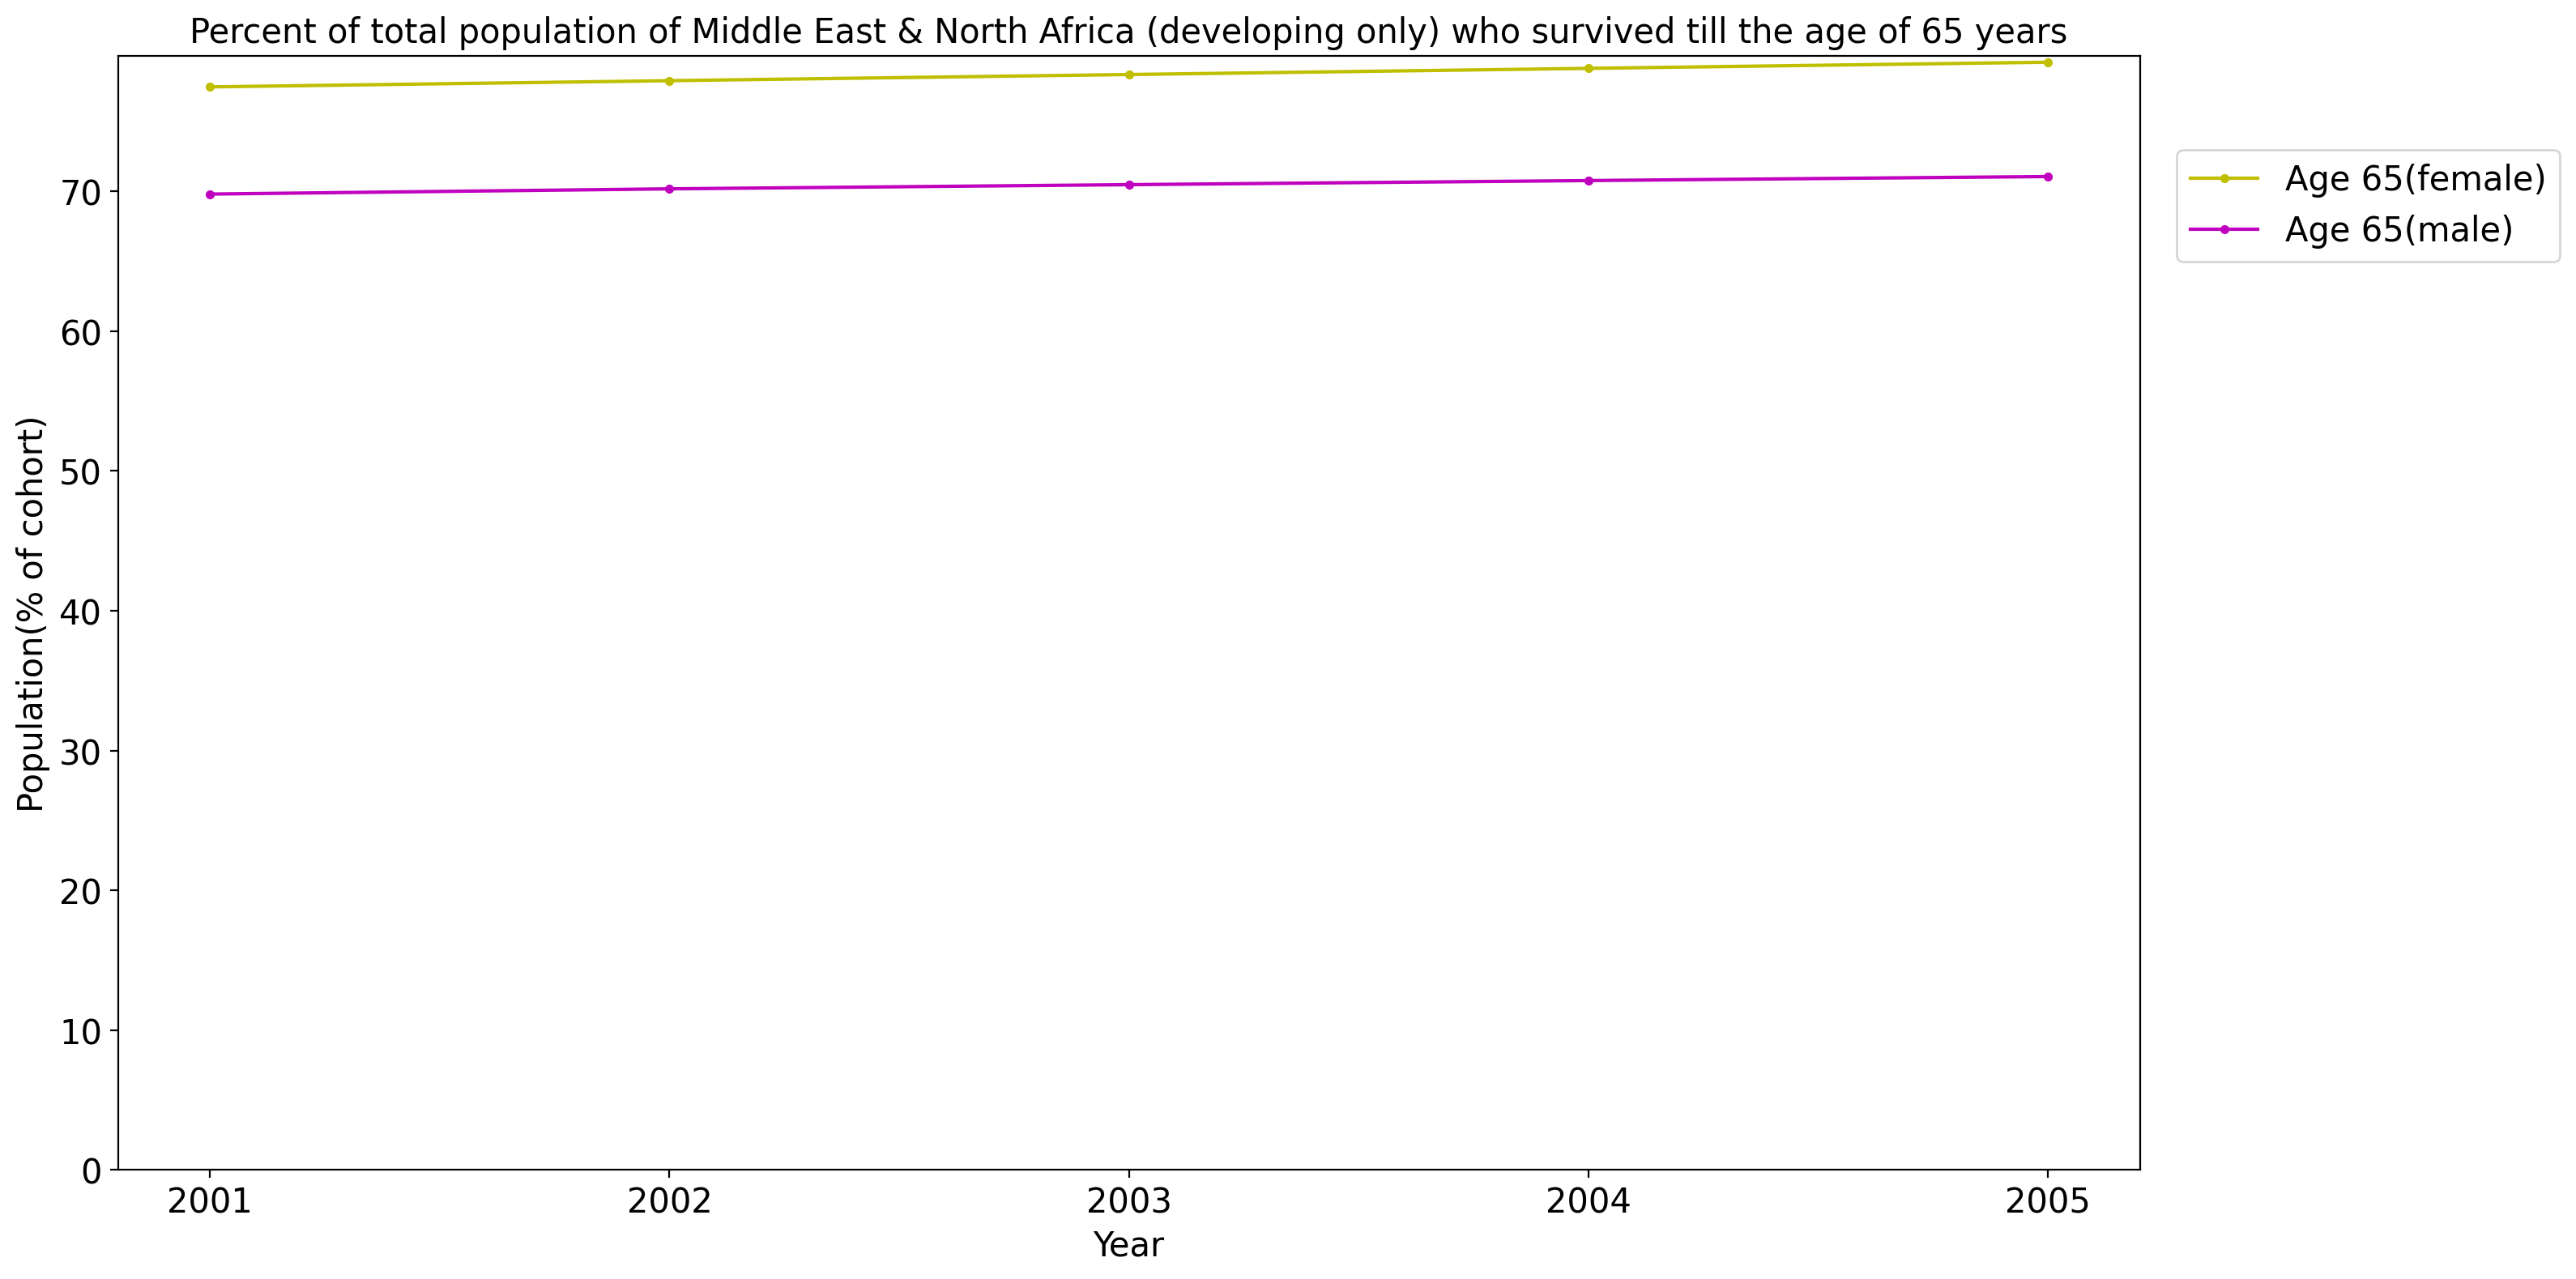 Percent of total population of Middle East & North Africa (developing only) who survived till the age of 65 years
Population(% of cohort)
70
60
50
40
30
20
10
0
2001
2002
2003
2004
2005
Year
Age 65(female)
Age 65(male)